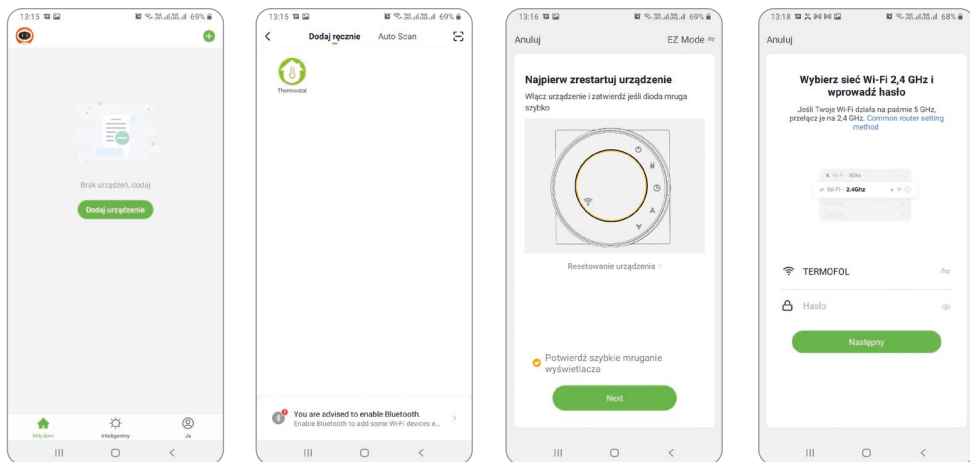 13:15
69%
Brak urządzeń, dodaj
Dodaj urządzenie
Mój dom
Inteligentny
Ja
13:15
69%
Dodaj ręcznie
Auto Scan
Thermostat
You are advised to enable Bluetooth.
Enable Bluetooth to add some Wi-Fi devices e...
13:16
69%
Anuluj
EZ Mode
Najpierw zrestartuj urządzenie
Włącz urządzenie i zatwierdź jeśli dioda mruga
szybko
M
A
Resetowanie urządzenia
Potwierdź szybkie mruganie
wyświetlacza
Next
13:18
68%
Anuluj
Wybierz sieć Wi-Fi 2,4 GHz i
wprowadź hasło
Jeśli Twoje Wi-Fi działa na paśmie 5 GHz,
przełącz je na 2,4 GHz. Common router setting
method
Wi-Fi - 5Ghz
Wi-Fi - 2.4Ghz
TERMOFOL
Hasło
Następny